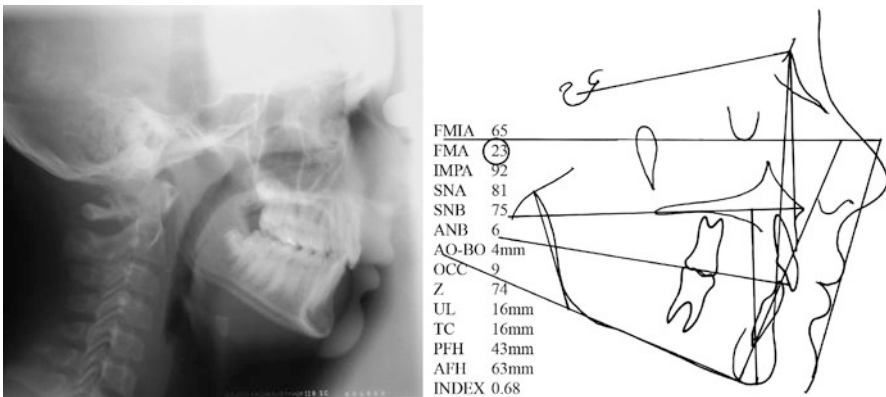 FMIA 65
FMA 23
IMPA 92
SNA 81
SNB 75
ANB 6
AO-BO 4mm
OCC 9
Z 74
UL 16mm
TC 16mm
PFH 43mm
AFH 63mm
INDEX 0.68